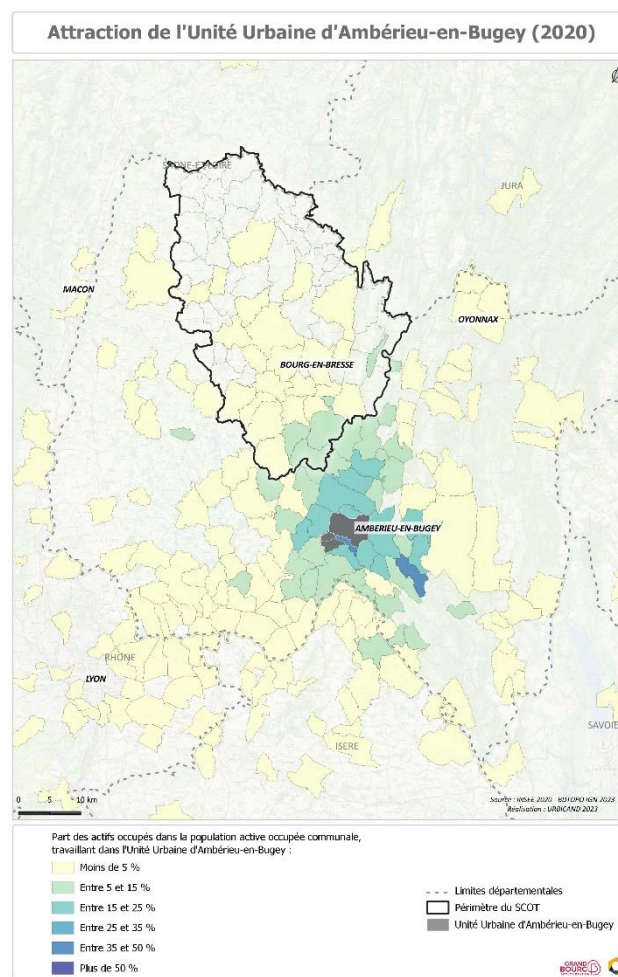 Attraction de l'Unité Urbaine d'Ambérieu-en-Bugey (2020)
SAONE-ET-LOIRE
JURA
MACON
OYONNAX
BOURG-EN-BRESSE
AMBERIEU-EN-BUGEY
RHONE
LYON
SAVOIE
ISERE
0 5 10 km
Source : INSEE 2020 - BDTOPO IGN 2023
Réalisation : URBICAND 2023
Part des actifs occupés dans la population active occupée communale,
travaillant dans l'Unité Urbaine d'Ambérieu-en-Bugey :
Moins de 5 %
Entre 5 et 15 %
Entre 15 et 25 %
Entre 25 et 35 %
Entre 35 et 50 %
Plus de 50 %
Limites départementales
Périmètre du SCOT
Unité Urbaine d'Ambérieu-en-Bugey
GRAND
BOURG